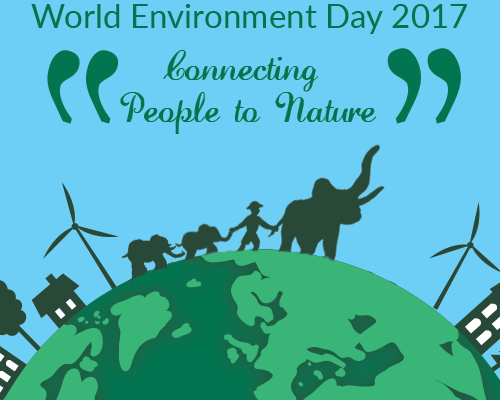 World Environment Day 2017
“ Connecting
People to Nature ”